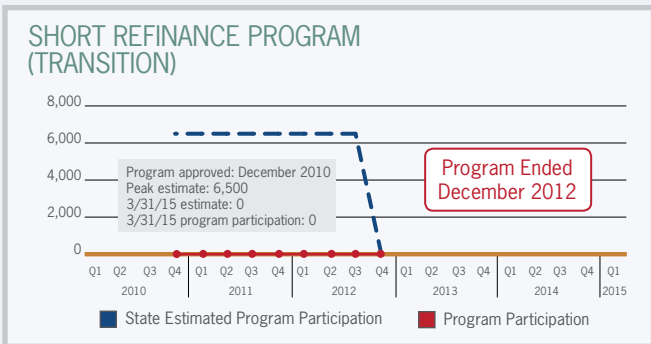 SHORT REFINANCE PROGRAM
(TRANSITION)
8,000
6,000
4,000
2,000
0
Program approved: December 2010
Peak estimate: 6,500
3/31/15 estimate: 0
3/31/15 program participation: 0
Program Ended
December 2012
Q1 Q2 Q3 Q4 Q1 Q2 Q3 Q4 Q1 Q2 Q3 Q4 Q1 Q2 Q3 Q4 Q1 Q2 Q3 Q4 Q1
2010 2011 2012 2013 2014 2015
State Estimated Program Participation Program Participation